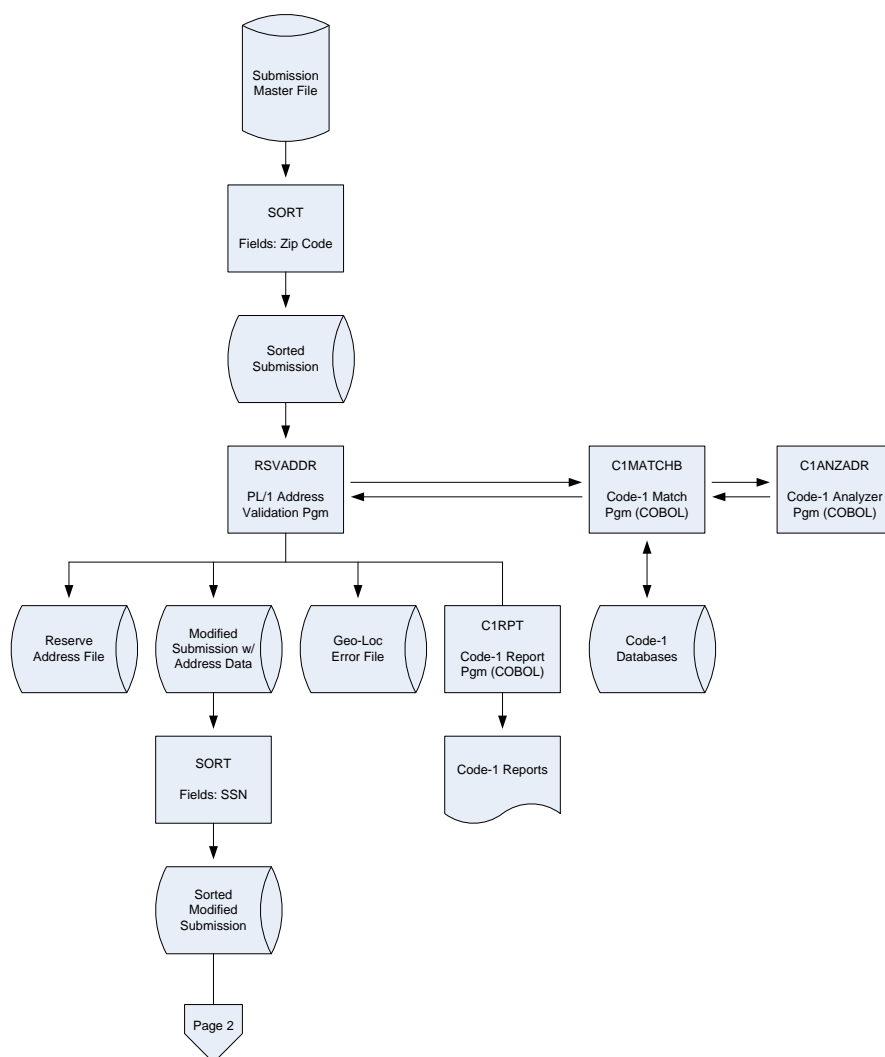 Submission
Master File
SORT
Fields: Zip Code
Sorted
Submission
RSVADDR
PL/1 Address
Validation Pgm
C1MATCHB
Code-1 Match
Pgm (COBOL)
C1ANZADR
Code-1 Analyzer
Pgm (COBOL)
Reserve
Address File
Modified
Submission w/
Address Data
Geo-Loc
Error File
C1RPT
Code-1 Report
Pgm (COBOL)
Code-1
Databases
SORT
Fields: SSN
Code-1 Reports
Sorted
Modified
Submission
Page 2